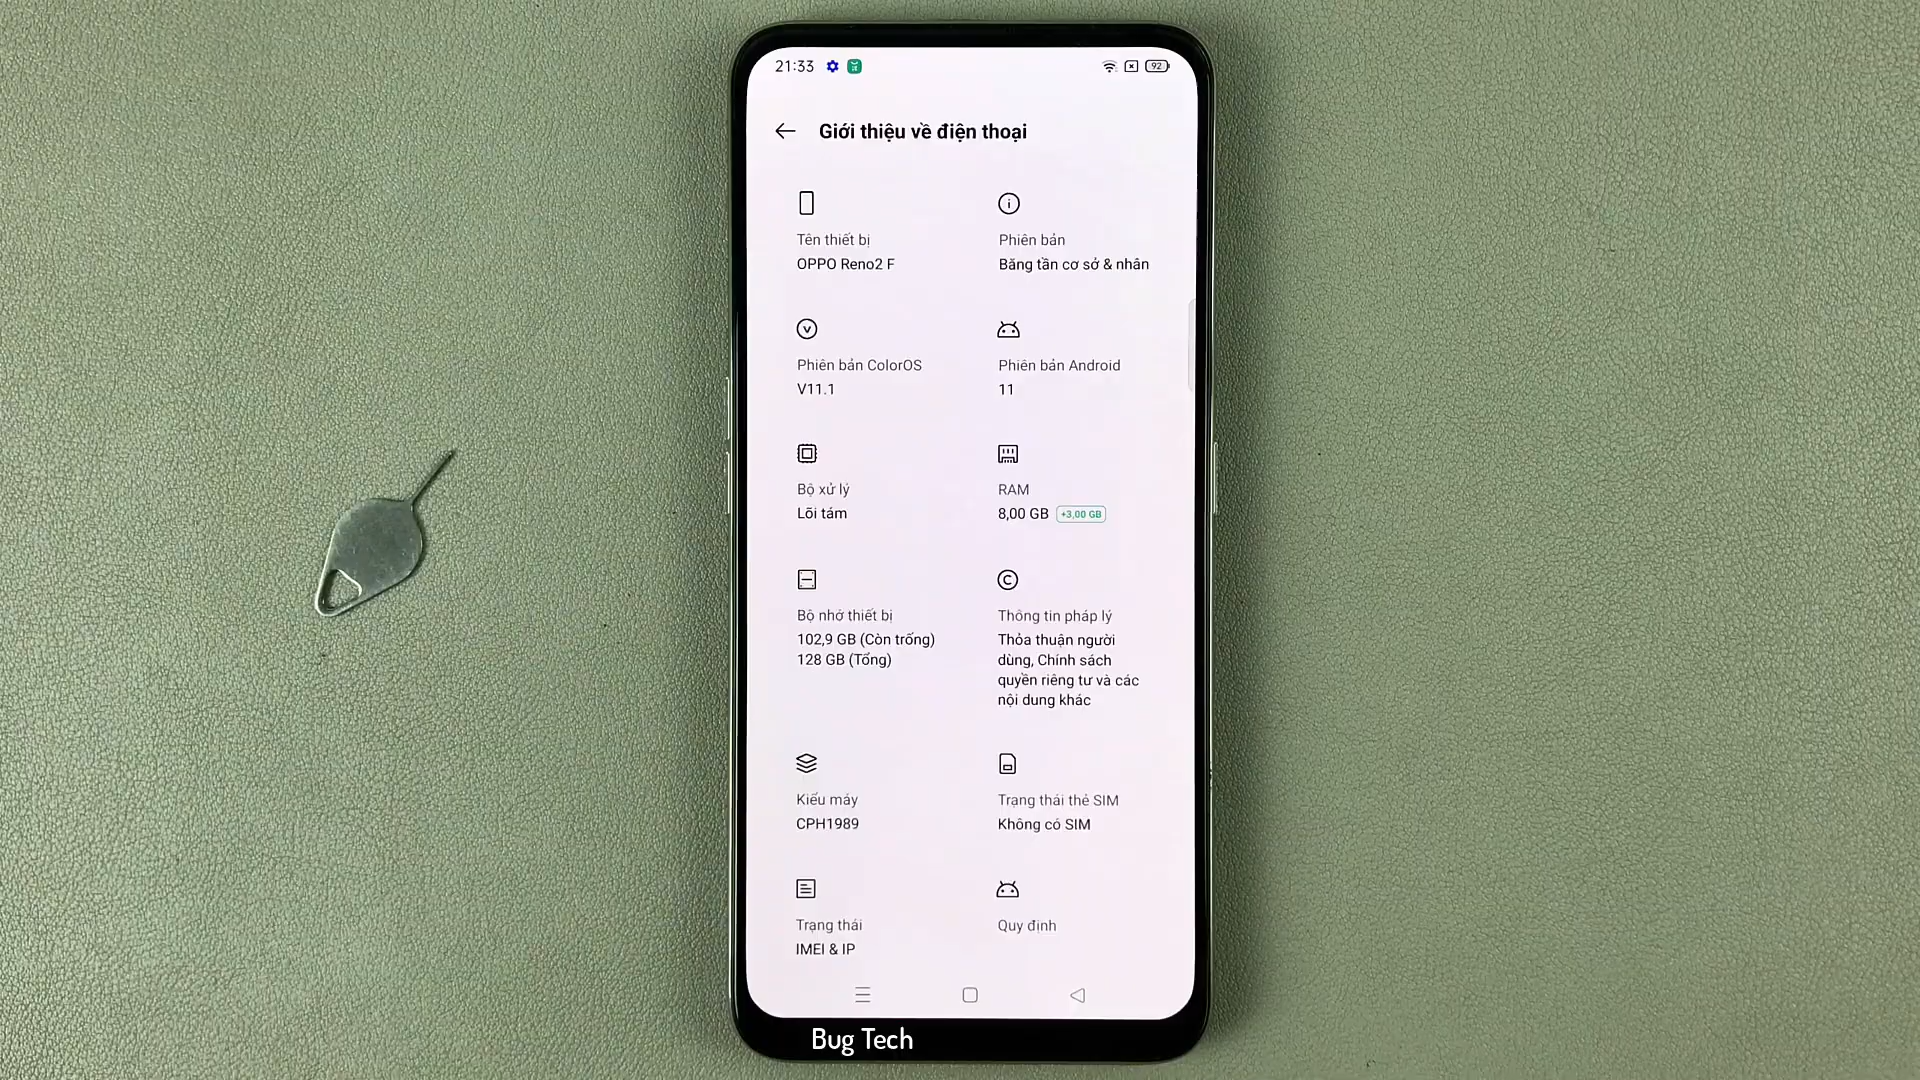 21:33
92
Giới thiệu về điện thoại
Tên thiết bị
OPPO Reno2 F
Phiên bản
Băng tần cơ sở & nhân
Phiên bản ColorOS
V11.1
Phiên bản Android
11
Bộ xử lý
Lõi tám
RAM
8,00 GB +3,00 GB
Bộ nhớ thiết bị
102,9 GB (Còn trống)
128 GB (Tổng)
Thông tin pháp lý
Thỏa thuận người
dùng, Chính sách
quyền riêng tư và các
nội dung khác
Kiểu máy
CPH1989
Trạng thái thẻ SIM
Không có SIM
Trạng thái
IMEI & IP
Quy định
Bug Tech